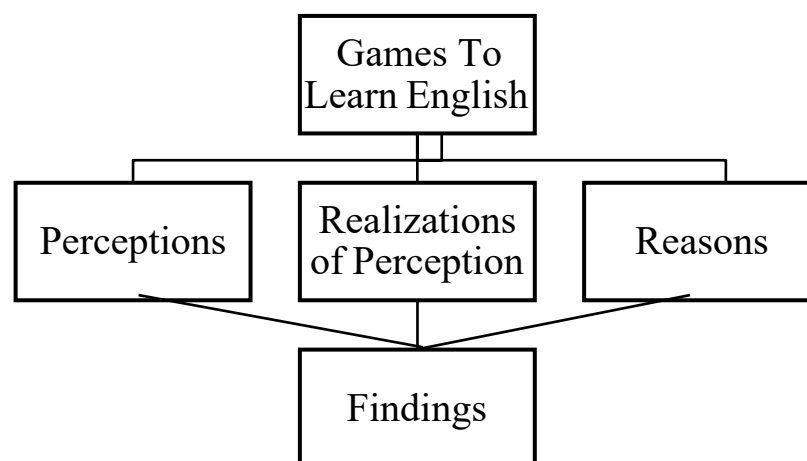 Games To
Learn English
Perceptions
Realizations
of Perception
Reasons
Findings